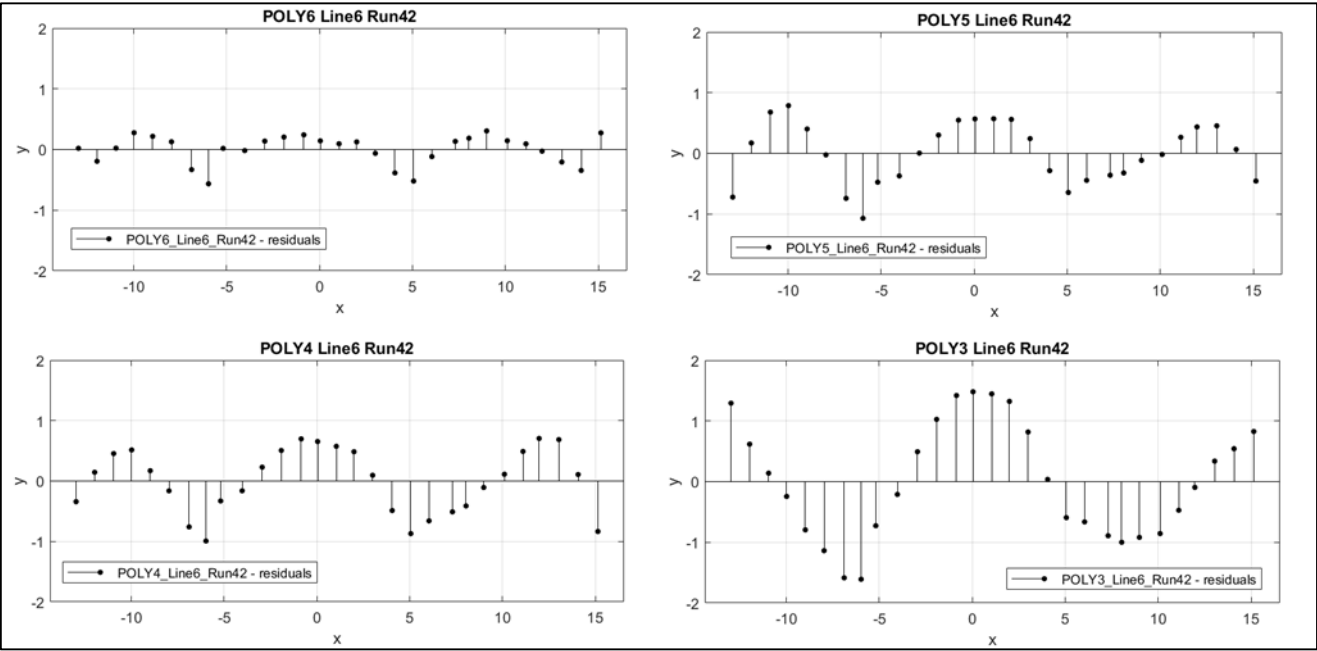 POLY6 Line6 Run42
2
1
0
-1
-2
y
POLY6_Line6_Run42 - residuals
-10 -5 0 5 10 15
x
POLY5 Line6 Run42
2
1
0
-1
-2
y
POLY5_Line6_Run42 - residuals
-10 -5 0 5 10 15
x
POLY4 Line6 Run42
2
1
0
-1
-2
y
POLY4_Line6_Run42 - residuals
-10 -5 0 5 10 15
x
POLY3 Line6 Run42
2
1
0
-1
-2
y
POLY3_Line6_Run42 - residuals
-10 -5 0 5 10 15
x